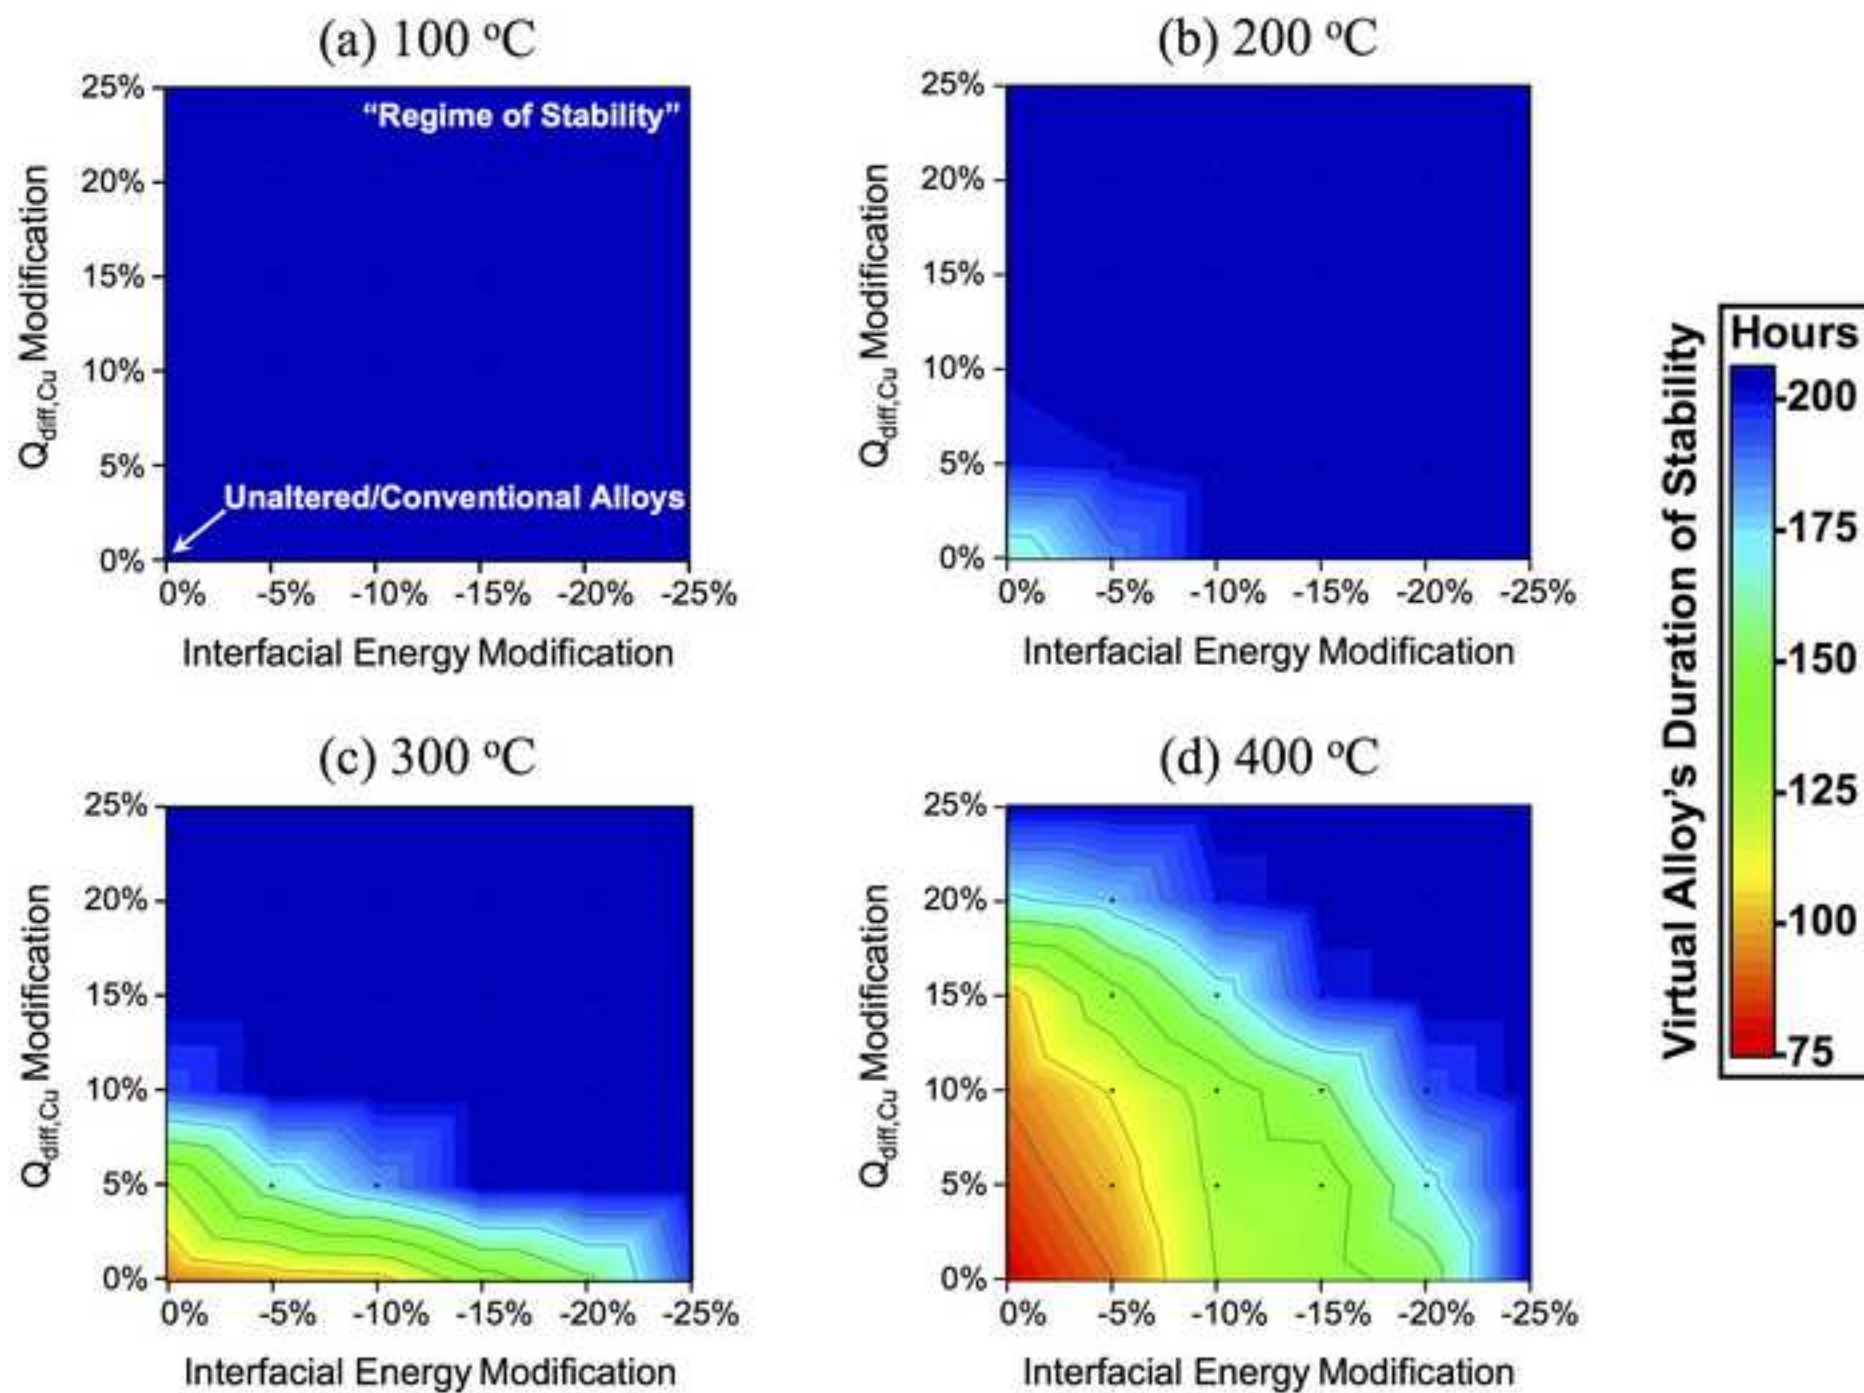 (a) 100 °C
25%
"Regime of Stability"
20%
15%
10%
5%
Unaltered/Conventional Alloys
0%
0% -5% -10% -15% -20% -25%
Q_diff,Cu Modification
Interfacial Energy Modification
(b) 200 °C
25%
20%
15%
10%
5%
0%
0% -5% -10% -15% -20% -25%
Q_diff,Cu Modification
Interfacial Energy Modification
(c) 300 °C
25%
20%
15%
10%
5%
0%
0% -5% -10% -15% -20% -25%
Q_diff,Cu Modification
Interfacial Energy Modification
(d) 400 °C
25%
20%
15%
10%
5%
0%
0% -5% -10% -15% -20% -25%
Q_diff,Cu Modification
Interfacial Energy Modification
Virtual Alloy's Duration of Stability
Hours
200
175
150
125
100
75